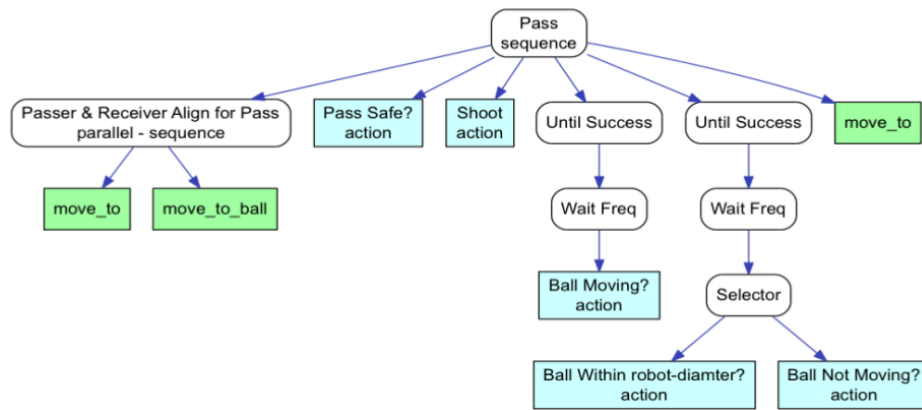 Pass
sequence
Passer & Receiver Align for Pass
parallel - sequence
Pass Safe?
action
Shoot
action
Until Success
Until Success
move_to
move_to
move_to_ball
Wait Freq
Wait Freq
Ball Moving?
action
Selector
Ball Within robot-diamter?
action
Ball Not Moving?
action